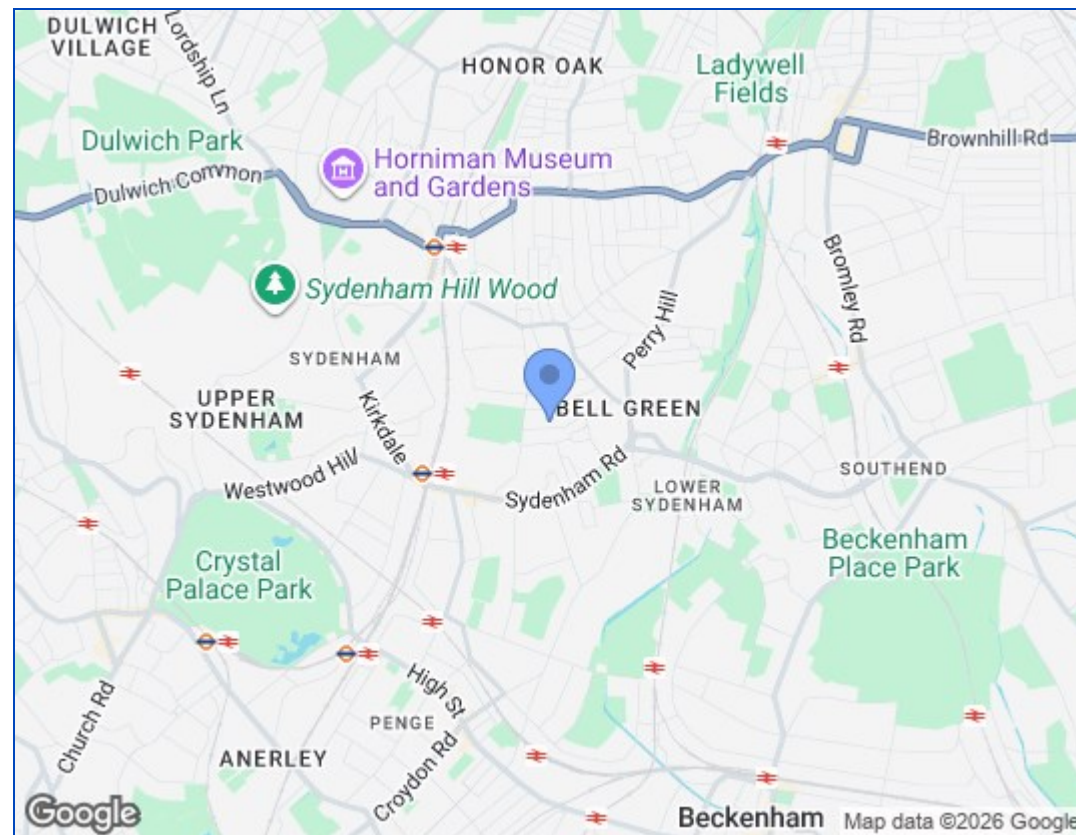 DULWICH
VILLAGE
Lordship Ln
HONOR OAK
Ladywell
Fields
Brownhill Rd
Dulwich Park
Horniman Museum
and Gardens
Dulwich Common
Sydenham Hill Wood
Bromley Rd
Perry Hill
SYDENHAM
UPPER
SYDENHAM
Kirkdale
BELL GREEN
Westwood Hill
Sydenham Rd
LOWER
SYDENHAM
SOUTHEND
Crystal
Palace Park
Beckenham
Place Park
Church Rd
High St
PENGE
ANERLEY
Croydon Rd
Beckenham
Google
Map data ©2026 Google